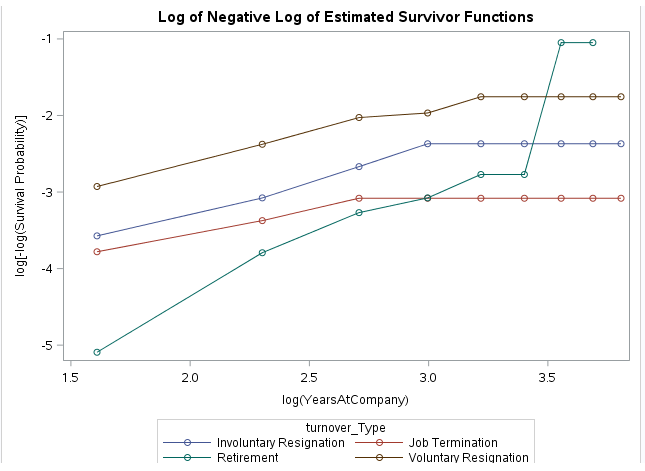 Log of Negative Log of Estimated Survivor Functions
log[-log(Survival Probability)]
-1
-2
-3
-4
-5
1.5 2.0 2.5 3.0 3.5
log(YearsAtCompany)
turnover_Type
Involuntary Resignation Job Termination
Retirement Voluntary Resignation